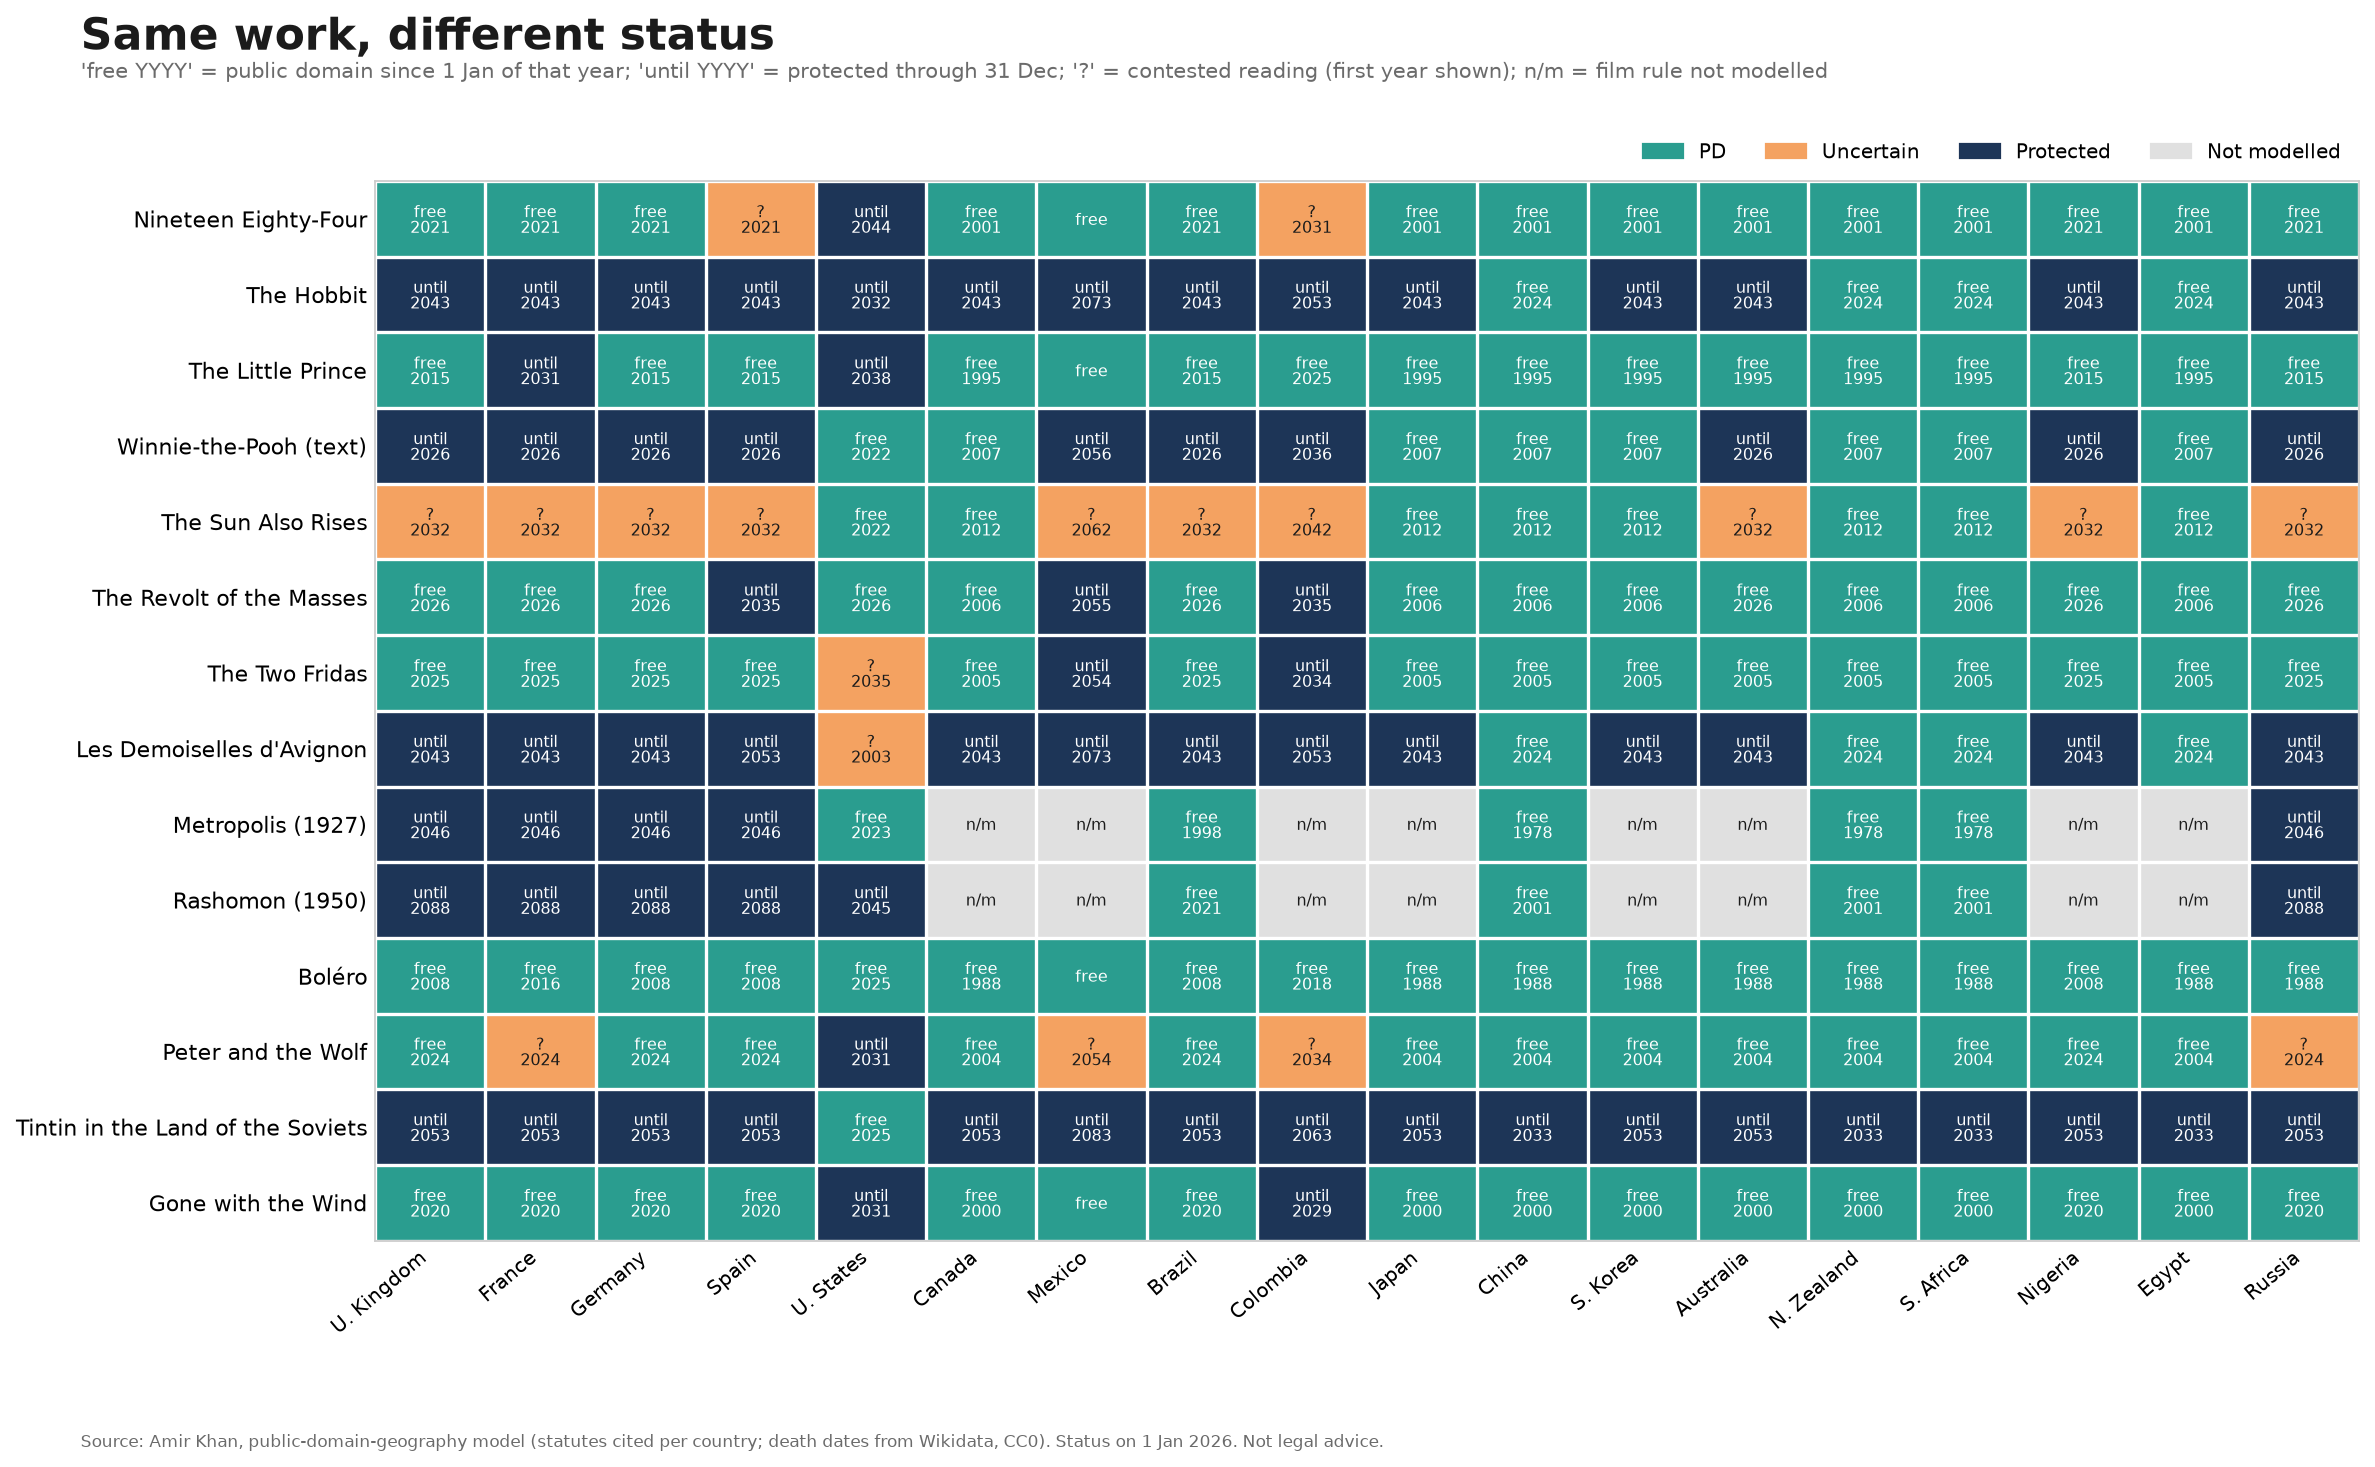 Same work, different status
'free YYYY' = public domain since 1 Jan of that year; 'until YYYY' = protected through 31 Dec; '?' = contested reading (first year shown); n/m = film rule not modelled
PD Uncertain Protected Not modelled
Nineteen Eighty-Four free 2021 free 2021 free 2021 ? 2021 until 2044 free 2001 free free 2021 ? 2031 free 2001 free 2001 free 2001 free 2001 free 2001 free 2001 free 2021 free 2001 free 2021
The Hobbit until 2043 until 2043 until 2043 until 2043 until 2032 until 2043 until 2073 until 2043 until 2053 until 2043 free 2024 until 2043 until 2043 free 2024 free 2024 until 2043 free 2024 until 2043
The Little Prince free 2015 until 2031 free 2015 free 2015 until 2038 free 1995 free free 2015 free 2025 free 1995 free 1995 free 1995 free 1995 free 1995 free 1995 free 2015 free 1995 free 2015
Winnie-the-Pooh (text) until 2026 until 2026 until 2026 until 2026 free 2022 free 2007 until 2056 until 2026 until 2036 free 2007 free 2007 free 2007 until 2026 free 2007 free 2007 until 2026 free 2007 until 2026
The Sun Also Rises ? 2032 ? 2032 ? 2032 ? 2032 free 2022 free 2012 ? 2062 ? 2032 ? 2042 free 2012 free 2012 free 2012 ? 2032 free 2012 free 2012 ? 2032 free 2012 ? 2032
The Revolt of the Masses free 2026 free 2026 free 2026 until 2035 free 2026 free 2006 until 2055 free 2026 until 2035 free 2006 free 2006 free 2006 free 2026 free 2006 free 2006 free 2026 free 2006 free 2026
The Two Fridas free 2025 free 2025 free 2025 free 2025 ? 2035 free 2005 until 2054 free 2025 until 2034 free 2005 free 2005 free 2005 free 2005 free 2005 free 2005 free 2025 free 2005 free 2025
Les Demoiselles d'Avignon until 2043 until 2043 until 2043 until 2053 ? 2003 until 2043 until 2073 until 2043 until 2053 until 2043 free 2024 until 2043 until 2043 free 2024 free 2024 until 2043 free 2024 until 2043
Metropolis (1927) until 2046 until 2046 until 2046 until 2046 free 2023 n/m n/m free 1998 n/m n/m free 1978 n/m n/m free 1978 free 1978 n/m n/m until 2046
Rashomon (1950) until 2088 until 2088 until 2088 until 2088 until 2045 n/m n/m free 2021 n/m n/m free 2001 n/m n/m free 2001 free 2001 n/m n/m until 2088
Boléro free 2008 free 2016 free 2008 free 2008 free 2025 free 1988 free free 2008 free 2018 free 1988 free 1988 free 1988 free 1988 free 1988 free 1988 free 2008 free 1988 free 1988
Peter and the Wolf free 2024 ? 2024 free 2024 free 2024 until 2031 free 2004 ? 2054 free 2024 ? 2034 free 2004 free 2004 free 2004 free 2004 free 2004 free 2004 free 2024 free 2004 ? 2024
Tintin in the Land of the Soviets until 2053 until 2053 until 2053 until 2053 free 2025 until 2053 until 2083 until 2053 until 2063 until 2053 until 2033 until 2053 until 2053 until 2033 until 2033 until 2053 until 2033 until 2053
Gone with the Wind free 2020 free 2020 free 2020 free 2020 until 2031 free 2000 free free 2020 until 2029 free 2000 free 2000 free 2000 free 2000 free 2000 free 2000 free 2020 free 2000 free 2020
U. Kingdom France Germany Spain U. States Canada Mexico Brazil Colombia Japan China S. Korea Australia N. Zealand S. Africa Nigeria Egypt Russia
Source: Amir Khan, public-domain-geography model (statutes cited per country; death dates from Wikidata, CC0). Status on 1 Jan 2026. Not legal advice.